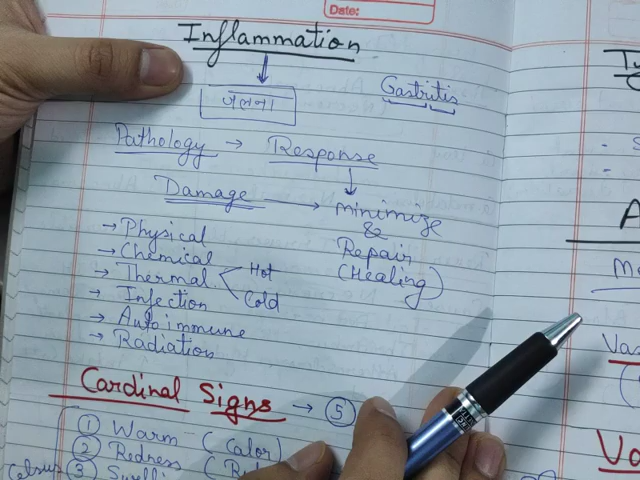 Date:
Inflammation
जलना
Gastritis
Pathology → Response
Damage → minimize
&
Repair
(Healing)
→ Physical
→ Chemical
→ Thermal < Hot
Cold
→ Infection
→ Autoimmune
→ Radiation
Cardinal Signs → 5
1 Warm - (Calor)
2 Redness - (
Celsus 3